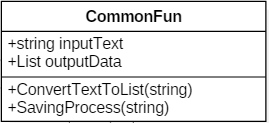 CommonFun
+string inputText
+List outputData
+ConvertTextToList(string)
+SavingProcess(string)